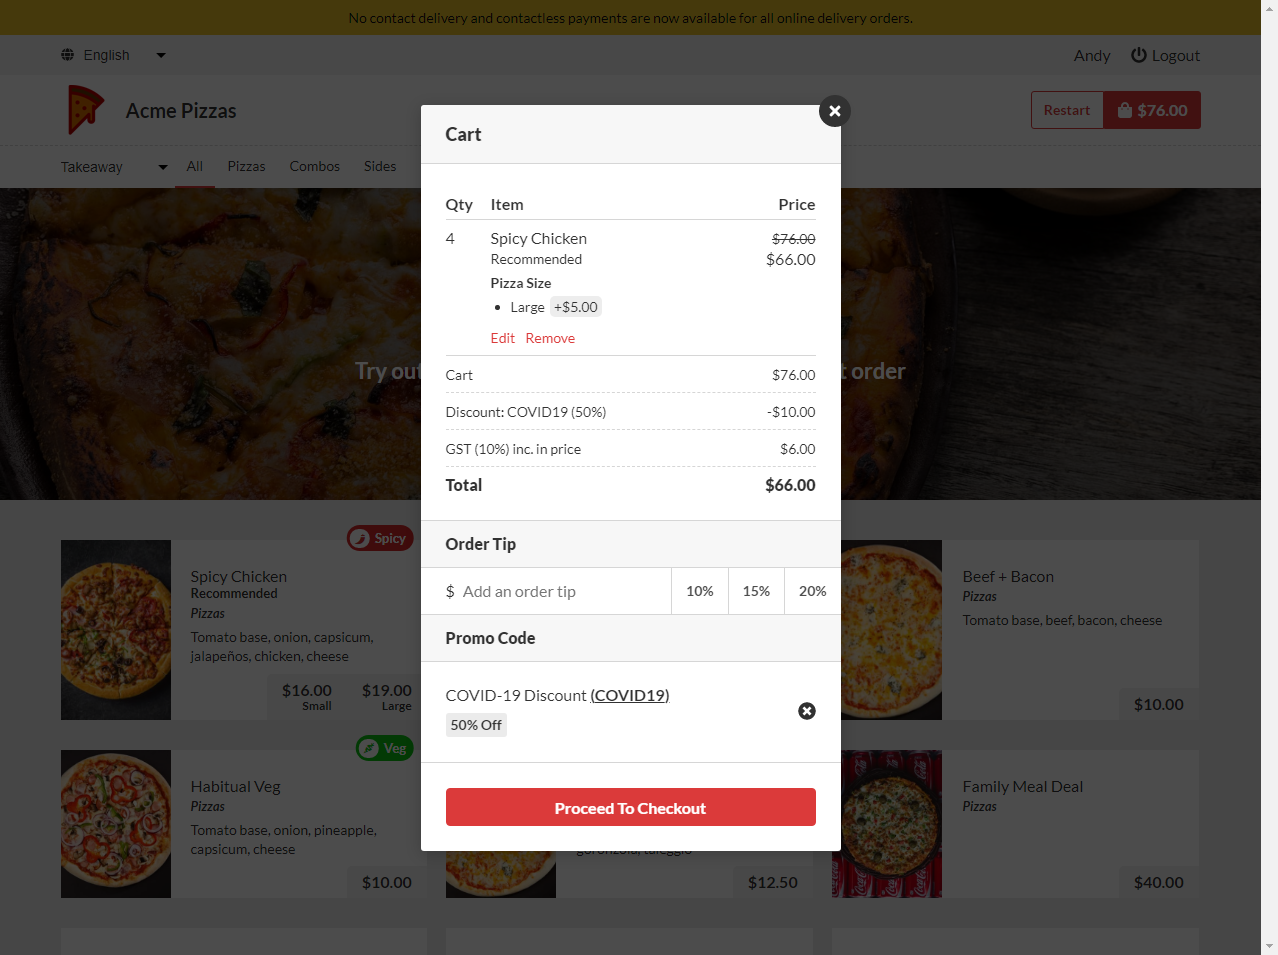 No contact delivery and contactless payments are now available for all online delivery orders.
English
Andy
Logout
Acme Pizzas
Restart
$76.00
Takeaway
All
Pizzas
Combos
Sides
Cart
Qty Item Price
4 Spicy Chicken $76.00
Recommended $66.00
Pizza Size
• Large +$5.00
Edit Remove
Cart $76.00
Discount: COVID19 (50%) -$10.00
GST (10%) inc. in price $6.00
Total $66.00
Order Tip
$ Add an order tip 10% 15% 20%
Promo Code
COVID-19 Discount (COVID19)
50% Off
Proceed To Checkout
Try out
t order
Spicy
Spicy Chicken
Recommended
Pizzas
Tomato base, onion, capsicum,
jalapeños, chicken, cheese
$16.00 $19.00
Small Large
Beef + Bacon
Pizzas
Tomato base, beef, bacon, cheese
$10.00
Veg
Habitual Veg
Pizzas
Tomato base, onion, pineapple,
capsicum, cheese
$10.00
gorgonzola, taleggio
$12.50
Family Meal Deal
Pizzas
$40.00